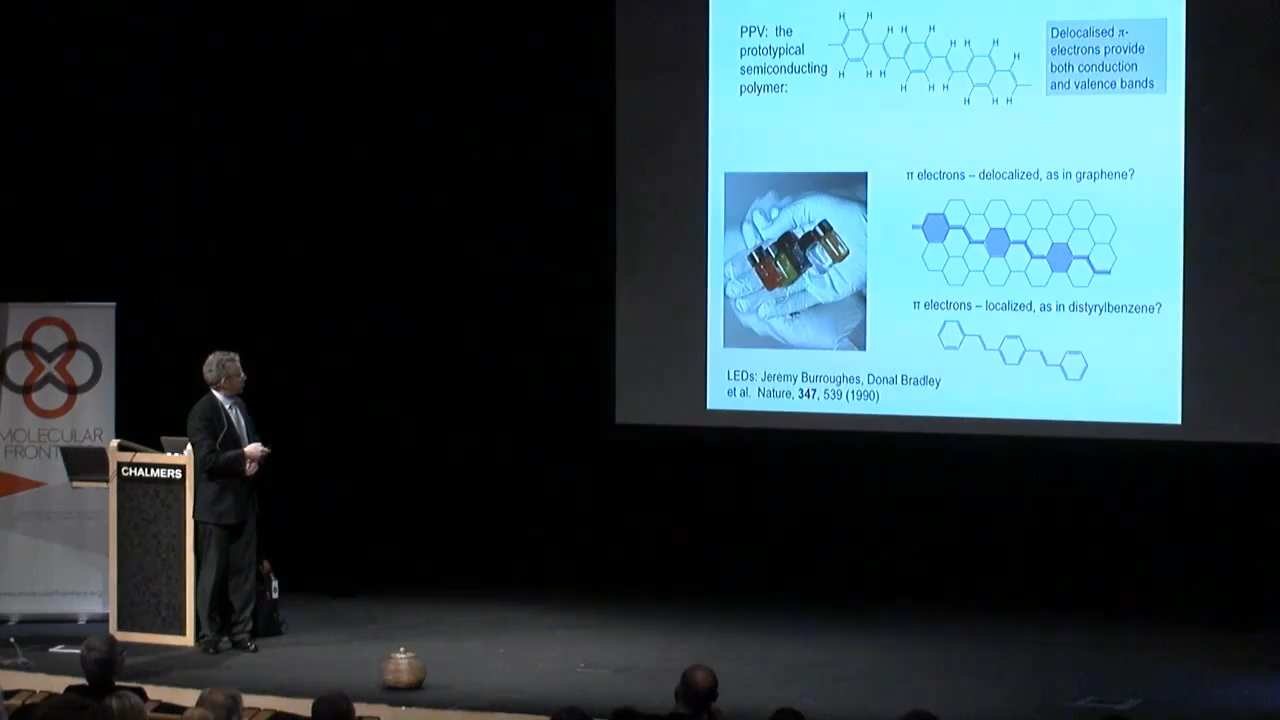 PPV: the
prototypical
semiconducting
polymer:
Delocalised π-
electrons provide
both conduction
and valence bands
π electrons – delocalized, as in graphene?
π electrons – localized, as in distyrylbenzene?
LEDs: Jeremy Burroughes, Donal Bradley
et al. Nature, 347, 539 (1990)
MOLECULAR
FRONT
CHALMERS